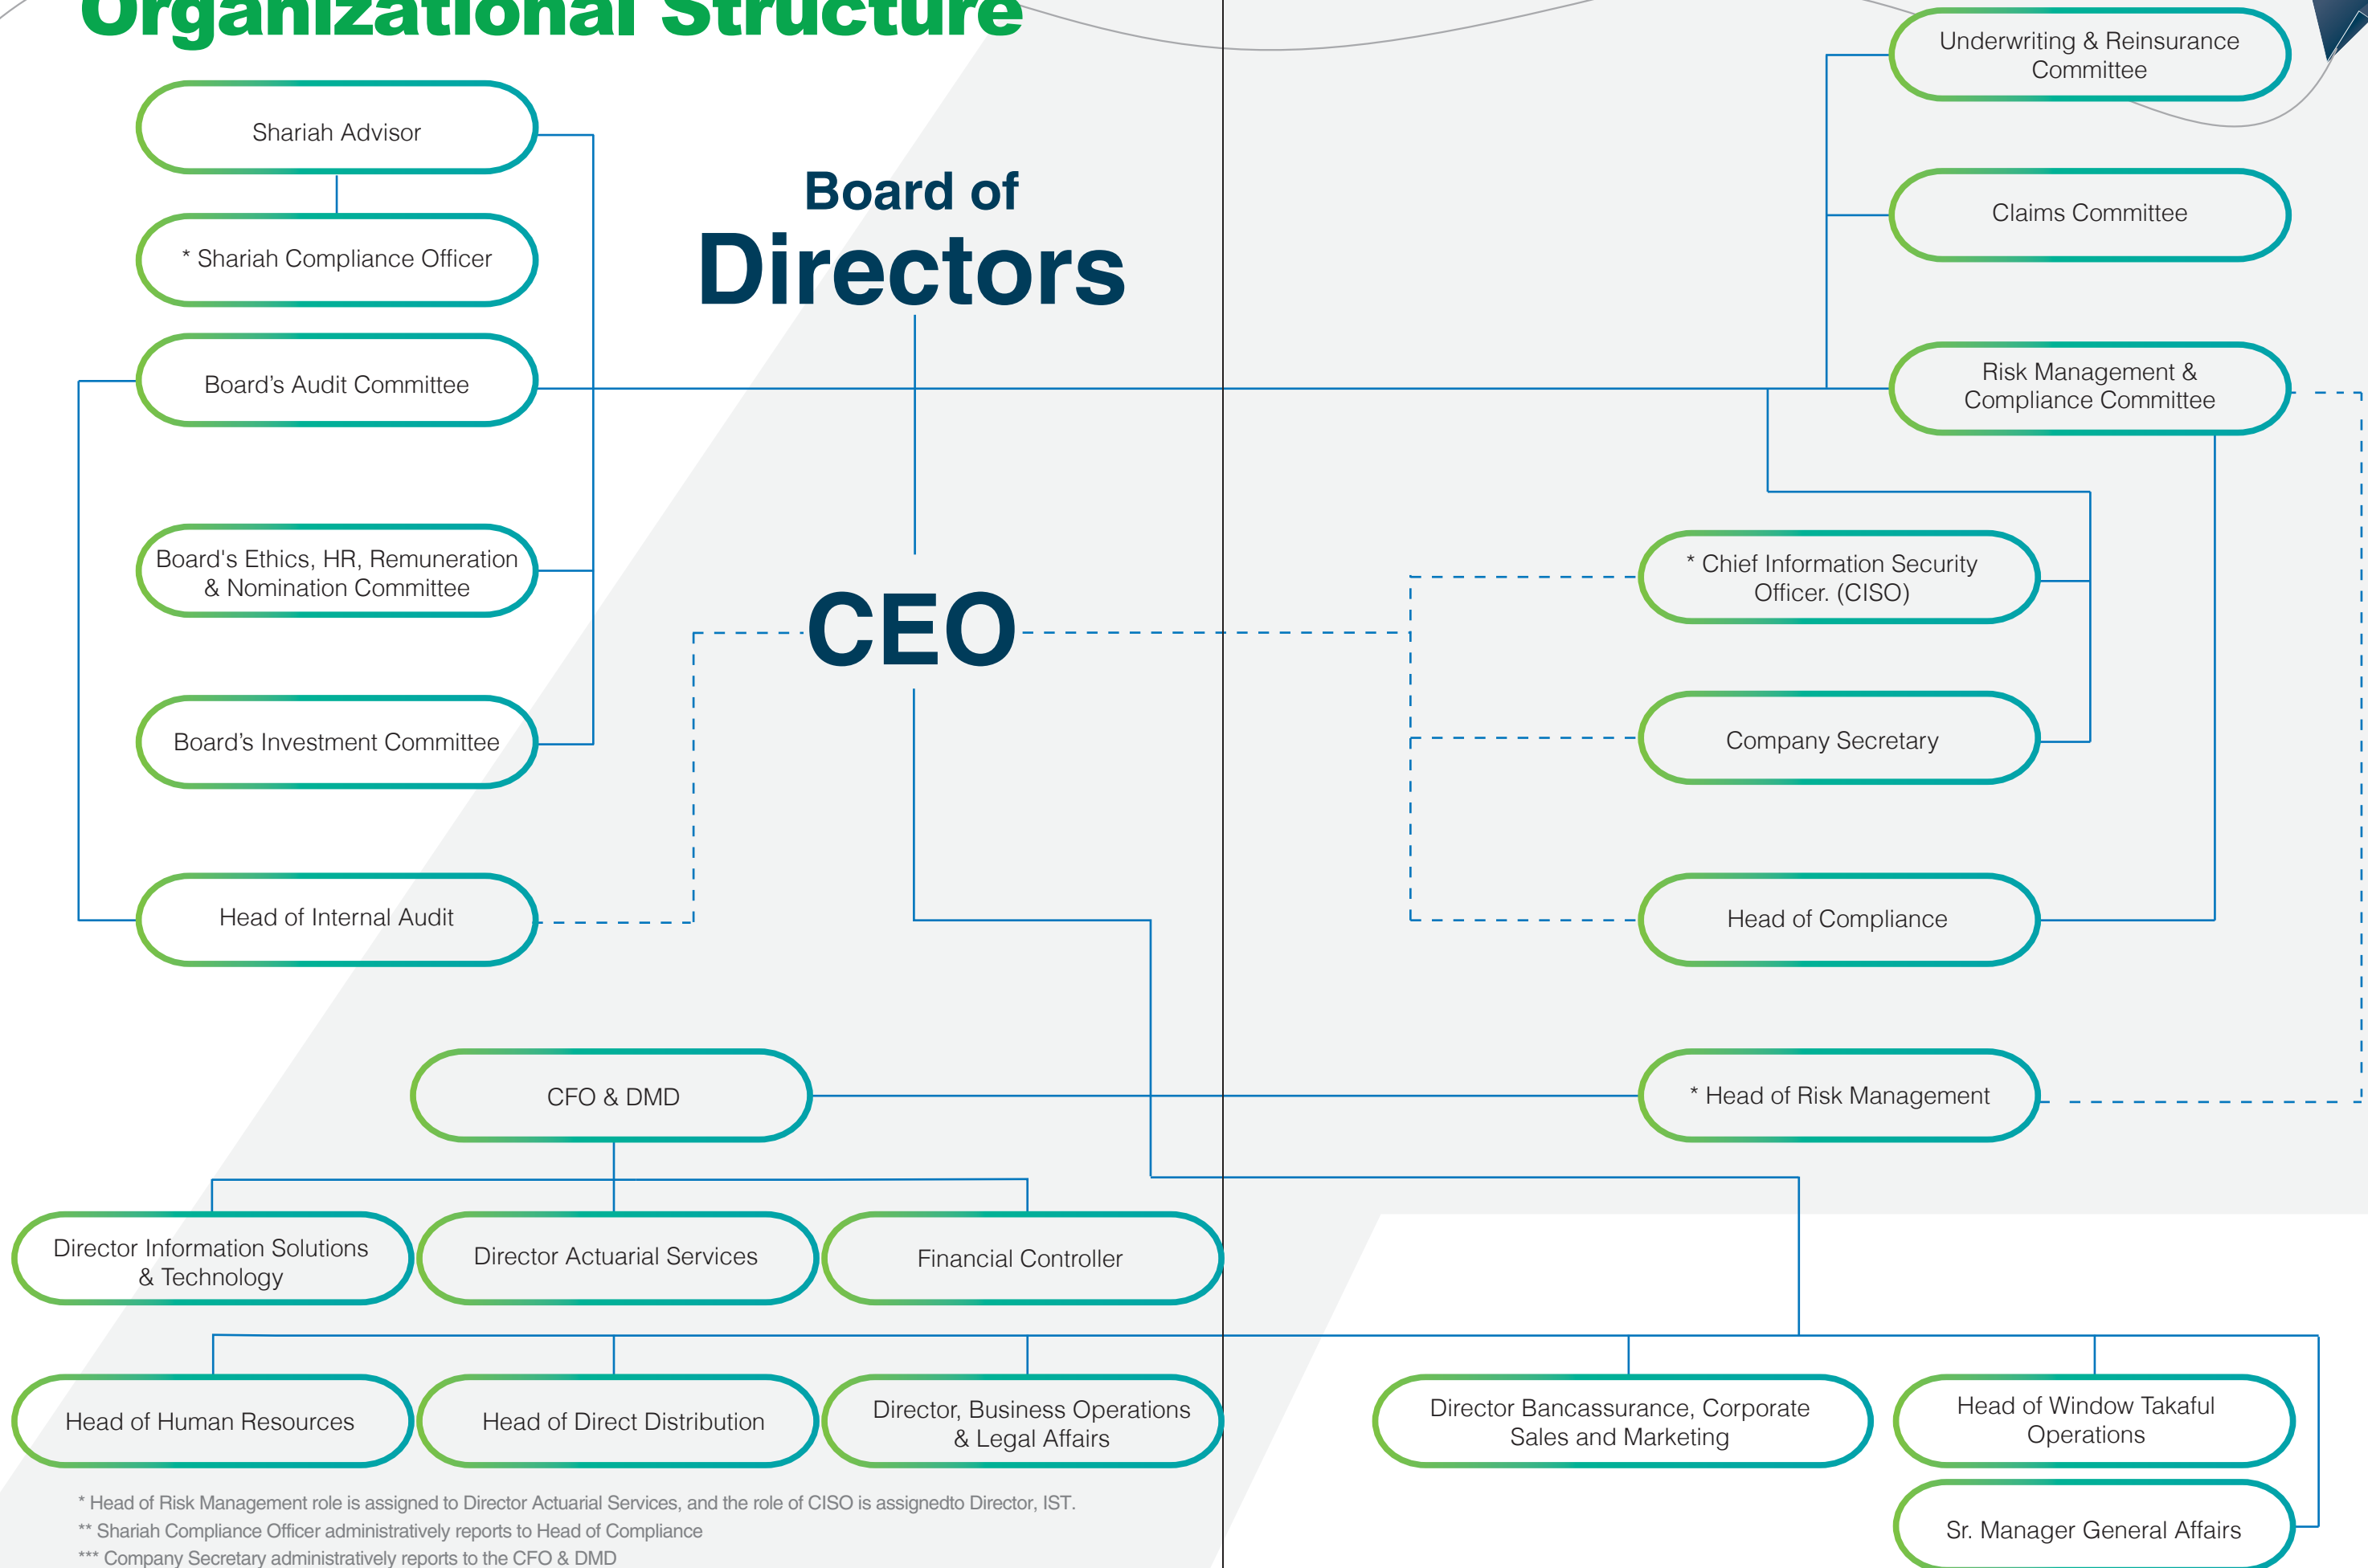 Organizational Structure
Shariah Advisor
* Shariah Compliance Officer
Board’s Audit Committee
Board's Ethics, HR, Remuneration
& Nomination Committee
Board’s Investment Committee
Head of Internal Audit
Board of
Directors
CEO
Underwriting & Reinsurance
Committee
Claims Committee
Risk Management &
Compliance Committee
* Chief Information Security
Officer. (CISO)
Company Secretary
Head of Compliance
CFO & DMD
* Head of Risk Management
Director Information Solutions
& Technology
Director Actuarial Services
Financial Controller
Head of Human Resources
Head of Direct Distribution
Director, Business Operations
& Legal Affairs
Director Bancassurance, Corporate
Sales and Marketing
Head of Window Takaful
Operations
Sr. Manager General Affairs
* Head of Risk Management role is assigned to Director Actuarial Services, and the role of CISO is assignedto Director, IST.
** Shariah Compliance Officer administratively reports to Head of Compliance
*** Company Secretary administratively reports to the CFO & DMD